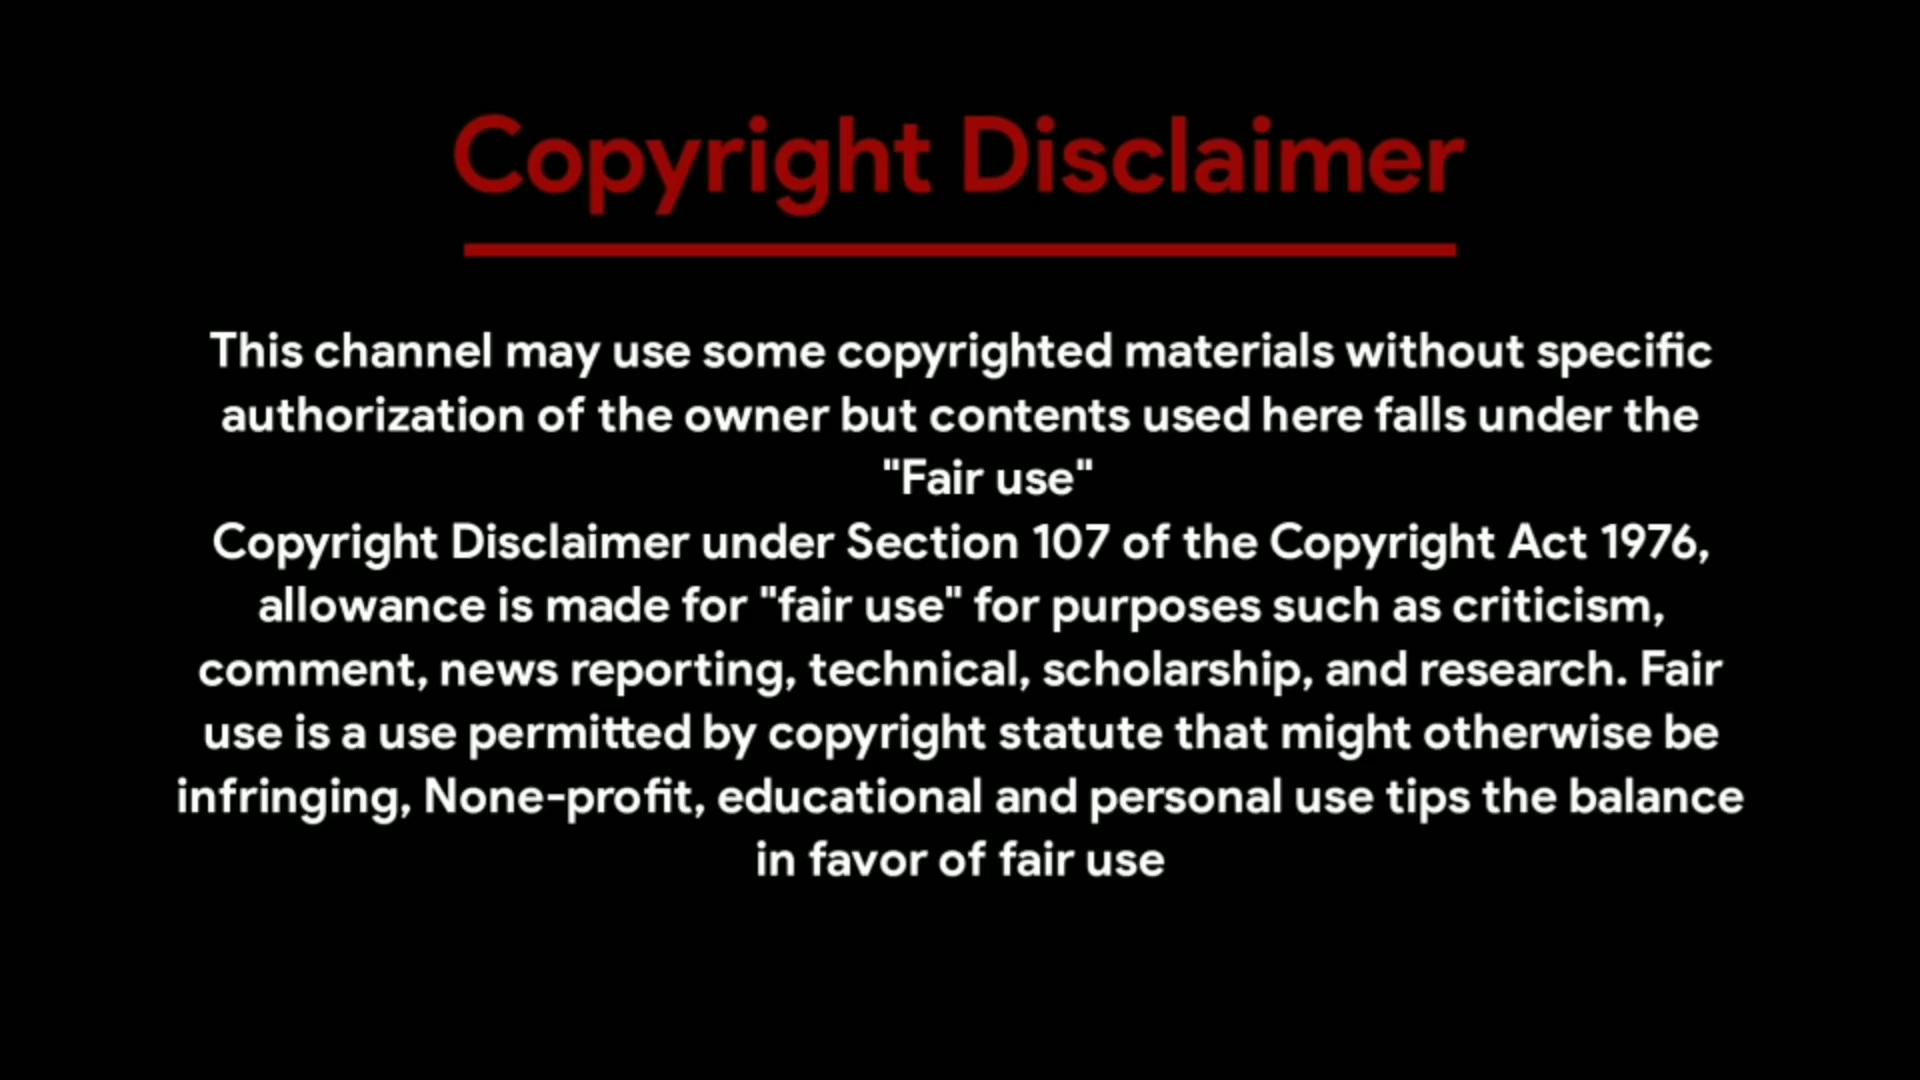 Copyright Disclaimer
This channel may use some copyrighted materials without specific
authorization of the owner but contents used here falls under the
"Fair use"
Copyright Disclaimer under Section 107 of the Copyright Act 1976,
allowance is made for "fair use" for purposes such as criticism,
comment, news reporting, technical, scholarship, and research. Fair
use is a use permitted by copyright statute that might otherwise be
infringing, None-profit, educational and personal use tips the balance
in favor of fair use